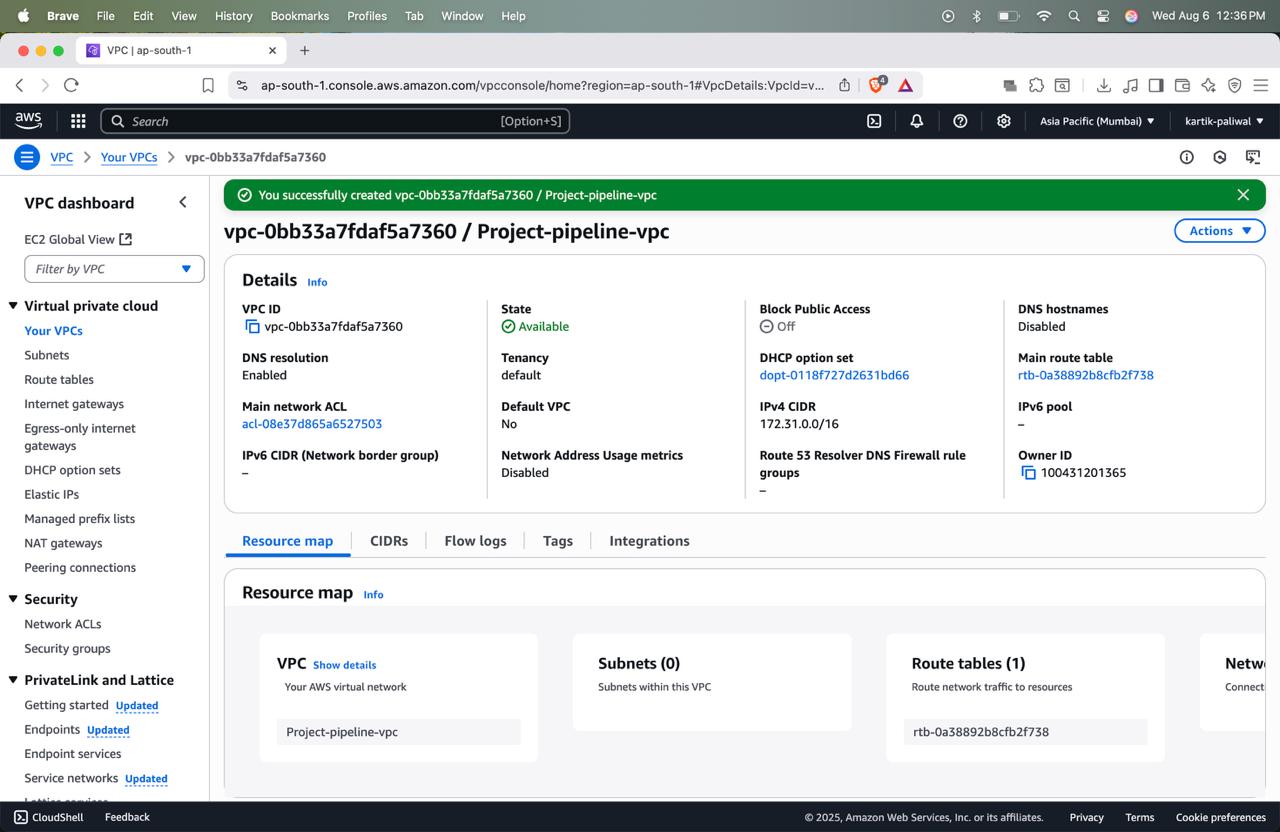 Brave File Edit View History Bookmarks Profiles Tab Window Help Wed Aug 6 12:36 PM
VPC | ap-south-1
ap-south-1.console.aws.amazon.com/vpcconsole/home?region=ap-south-1#VpcDetails:VpcId=v... 4
aws Search [Option+S] Asia Pacific (Mumbai) kartik-paliwal
VPC Your VPCs vpc-0bb33a7fdaf5a7360
VPC dashboard
EC2 Global View
Filter by VPC
Virtual private cloud
Your VPCs
Subnets
Route tables
Internet gateways
Egress-only internet
gateways
DHCP option sets
Elastic IPs
Managed prefix lists
NAT gateways
Peering connections
Security
Network ACLs
Security groups
PrivateLink and Lattice
Getting started Updated
Endpoints Updated
Endpoint services
Service networks Updated
You successfully created vpc-0bb33a7fdaf5a7360 / Project-pipeline-vpc
vpc-0bb33a7fdaf5a7360 / Project-pipeline-vpc
Actions
Details Info
VPC ID
vpc-0bb33a7fdaf5a7360
State
Available
Block Public Access
Off
DNS hostnames
Disabled
DNS resolution
Enabled
Tenancy
default
DHCP option set
dopt-0118f727d2631bd66
Main route table
rtb-0a38892b8cfb2f738
Main network ACL
acl-08e37d865a6527503
Default VPC
No
IPv4 CIDR
172.31.0.0/16
IPv6 pool
–
IPv6 CIDR (Network border group)
–
Network Address Usage metrics
Disabled
Route 53 Resolver DNS Firewall rule
groups
–
Owner ID
100431201365
Resource map CIDRs Flow logs Tags Integrations
Resource map Info
VPC Show details
Your AWS virtual network
Project-pipeline-vpc
Subnets (0)
Subnets within this VPC
Route tables (1)
Route network traffic to resources
rtb-0a38892b8cfb2f738
CloudShell Feedback © 2025, Amazon Web Services, Inc. or its affiliates. Privacy Terms Cookie preferences